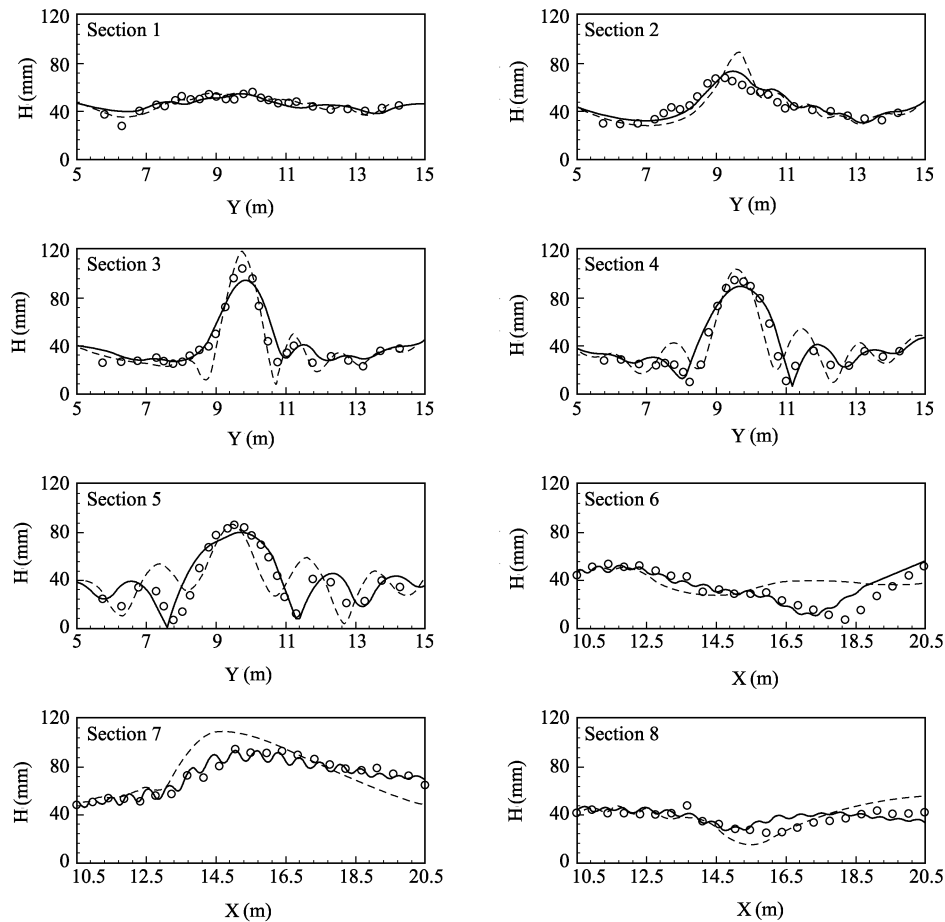 120
80
40
0
H (mm)
Section 1
5 7 9 11 13 15
Y (m)
120
80
40
0
H (mm)
Section 2
5 7 9 11 13 15
Y (m)
120
80
40
0
H (mm)
Section 3
5 7 9 11 13 15
Y (m)
120
80
40
0
H (mm)
Section 4
5 7 9 11 13 15
Y (m)
120
80
40
0
H (mm)
Section 5
5 7 9 11 13 15
Y (m)
120
80
40
0
H (mm)
Section 6
10.5 12.5 14.5 16.5 18.5 20.5
X (m)
120
80
40
0
H (mm)
Section 7
10.5 12.5 14.5 16.5 18.5 20.5
X (m)
120
80
40
0
H (mm)
Section 8
10.5 12.5 14.5 16.5 18.5 20.5
X (m)